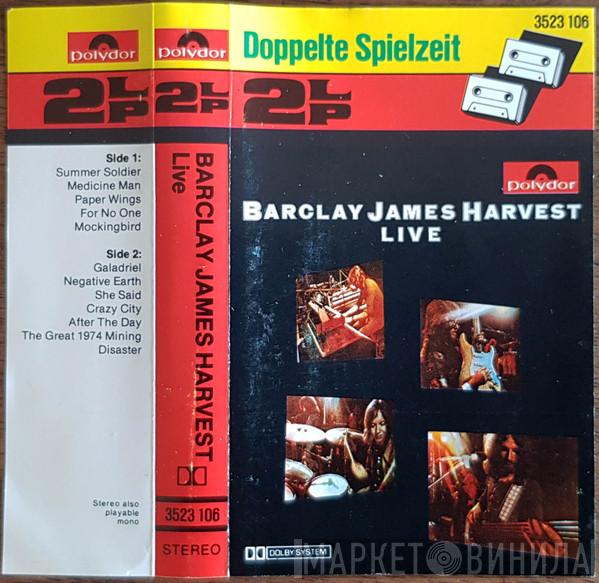 polydor
2LP
Side 1:
Summer Soldier
Medicine Man
Paper Wings
For No One
Mockingbird
Side 2:
Galadriel
Negative Earth
She Said
Crazy City
After The Day
The Great 1974 Mining
Disaster
Stereo also
playable
mono
polydor
2LP
BARCLAY JAMES HARVEST
Live
3523 106
STEREO
Doppelte Spielzeit
3523 106
2LP
polydor
BARCLAY JAMES HARVEST
LIVE
DOLBY SYSTEM
МАРКЕТ ВИНИЛА